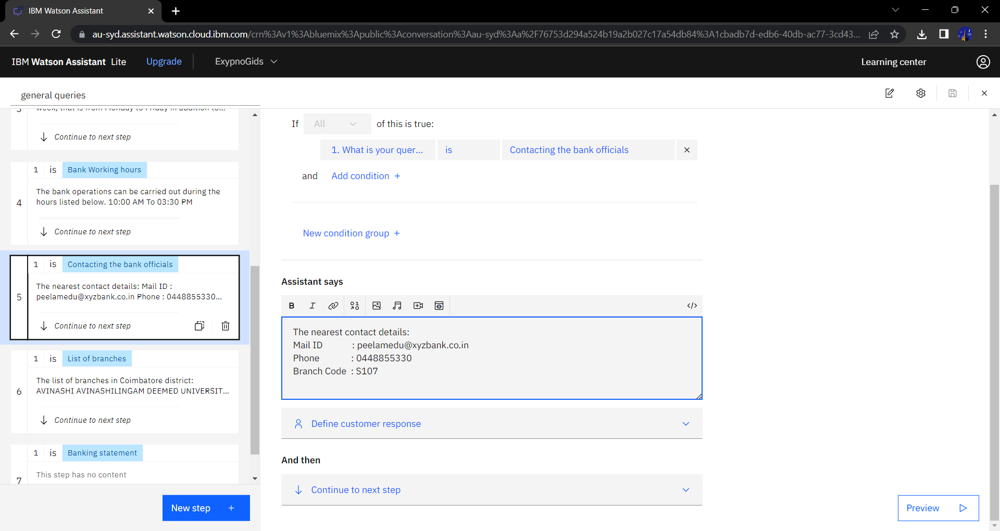 IBM Watson Assistant
au-syd.assistant.watson.cloud.ibm.com/crn%3Av1%3Abluemix%3Apublic%3Aconversation%3Aau-syd%3Aa%2F76753d294a524b19a2b027c17a54db84%3A1cbadb7d-edb6-40db-ac77-3cd43...
IBM Watson Assistant Lite Upgrade ExypnoGids Learning center
general queries
3
Continue to next step
1 is Bank Working hours
4
The bank operations can be carried out during the
hours listed below. 10:00 AM To 03:30 PM
Continue to next step
1 is Contacting the bank officials
5
The nearest contact details: Mail ID :
peelamedu@xyzbank.co.in Phone : 0448855330...
Continue to next step
1 is List of branches
6
The list of branches in Coimbatore district:
AVINASHI AVINASHILINGAM DEEMED UNIVERSIT...
Continue to next step
1 is Banking statement
7
This step has no content
New step +
If All of this is true:
1. What is your quer... is Contacting the bank officials
and Add condition +
New condition group +
Assistant says
B I
The nearest contact details:
Mail ID : peelamedu@xyzbank.co.in
Phone : 0448855330
Branch Code : S107
Define customer response
And then
Continue to next step
Preview